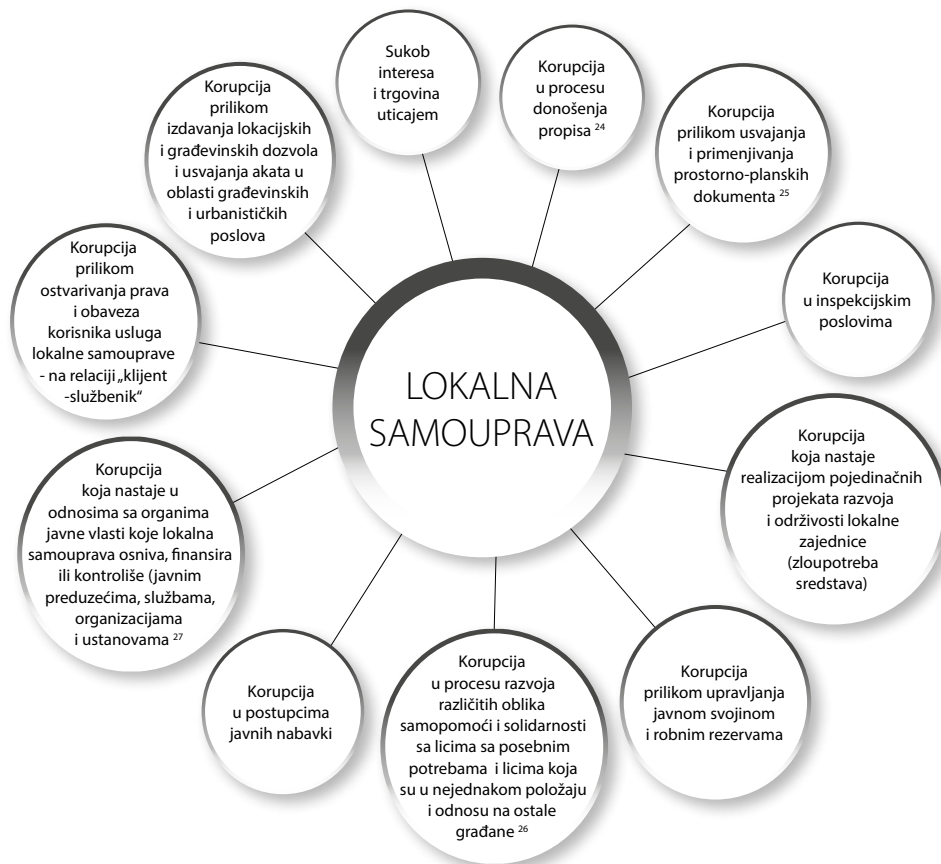 Sukob
interesa
i trgovina
uticajem
Korupcija
u procesu
donošenja
propisa 24
Korupcija
prilikom usvajanja
i primenjivanja
prostorno-planskih
dokumenta 25
Korupcija
u inspekcijskim
poslovima
Korupcija
koja nastaje
realizacijom pojedinačnih
projekata razvoja
i održivosti lokalne
zajednice
(zloupotreba
sredstava)
Korupcija
prilikom upravljanja
javnom svojinom
i robnim rezervama
Korupcija
u procesu razvoja
različitih oblika
samopomoći i solidarnosti
sa licima sa posebnim
potrebama i licima koja
su u nejednakom položaju
i odnosu na ostale
građane 26
Korupcija
u postupcima
javnih nabavki
Korupcija
koja nastaje u
odnosima sa organima
javne vlasti koje lokalna
samouprava osniva, finansira
ili kontroliše (javnim
preduzećima, službama,
organizacijama
i ustanovama 27
Korupcija
prilikom
ostvarivanja prava
i obaveza
korisnika usluga
lokalne samouprave
- na relaciji „klijent
-službenik“
Korupcija
prilikom
izdavanja lokacijskih
i građevinskih dozvola
i usvajanja akata u
oblasti građevinskih
i urbanističkih
poslova
LOKALNA
SAMOUPRAVA